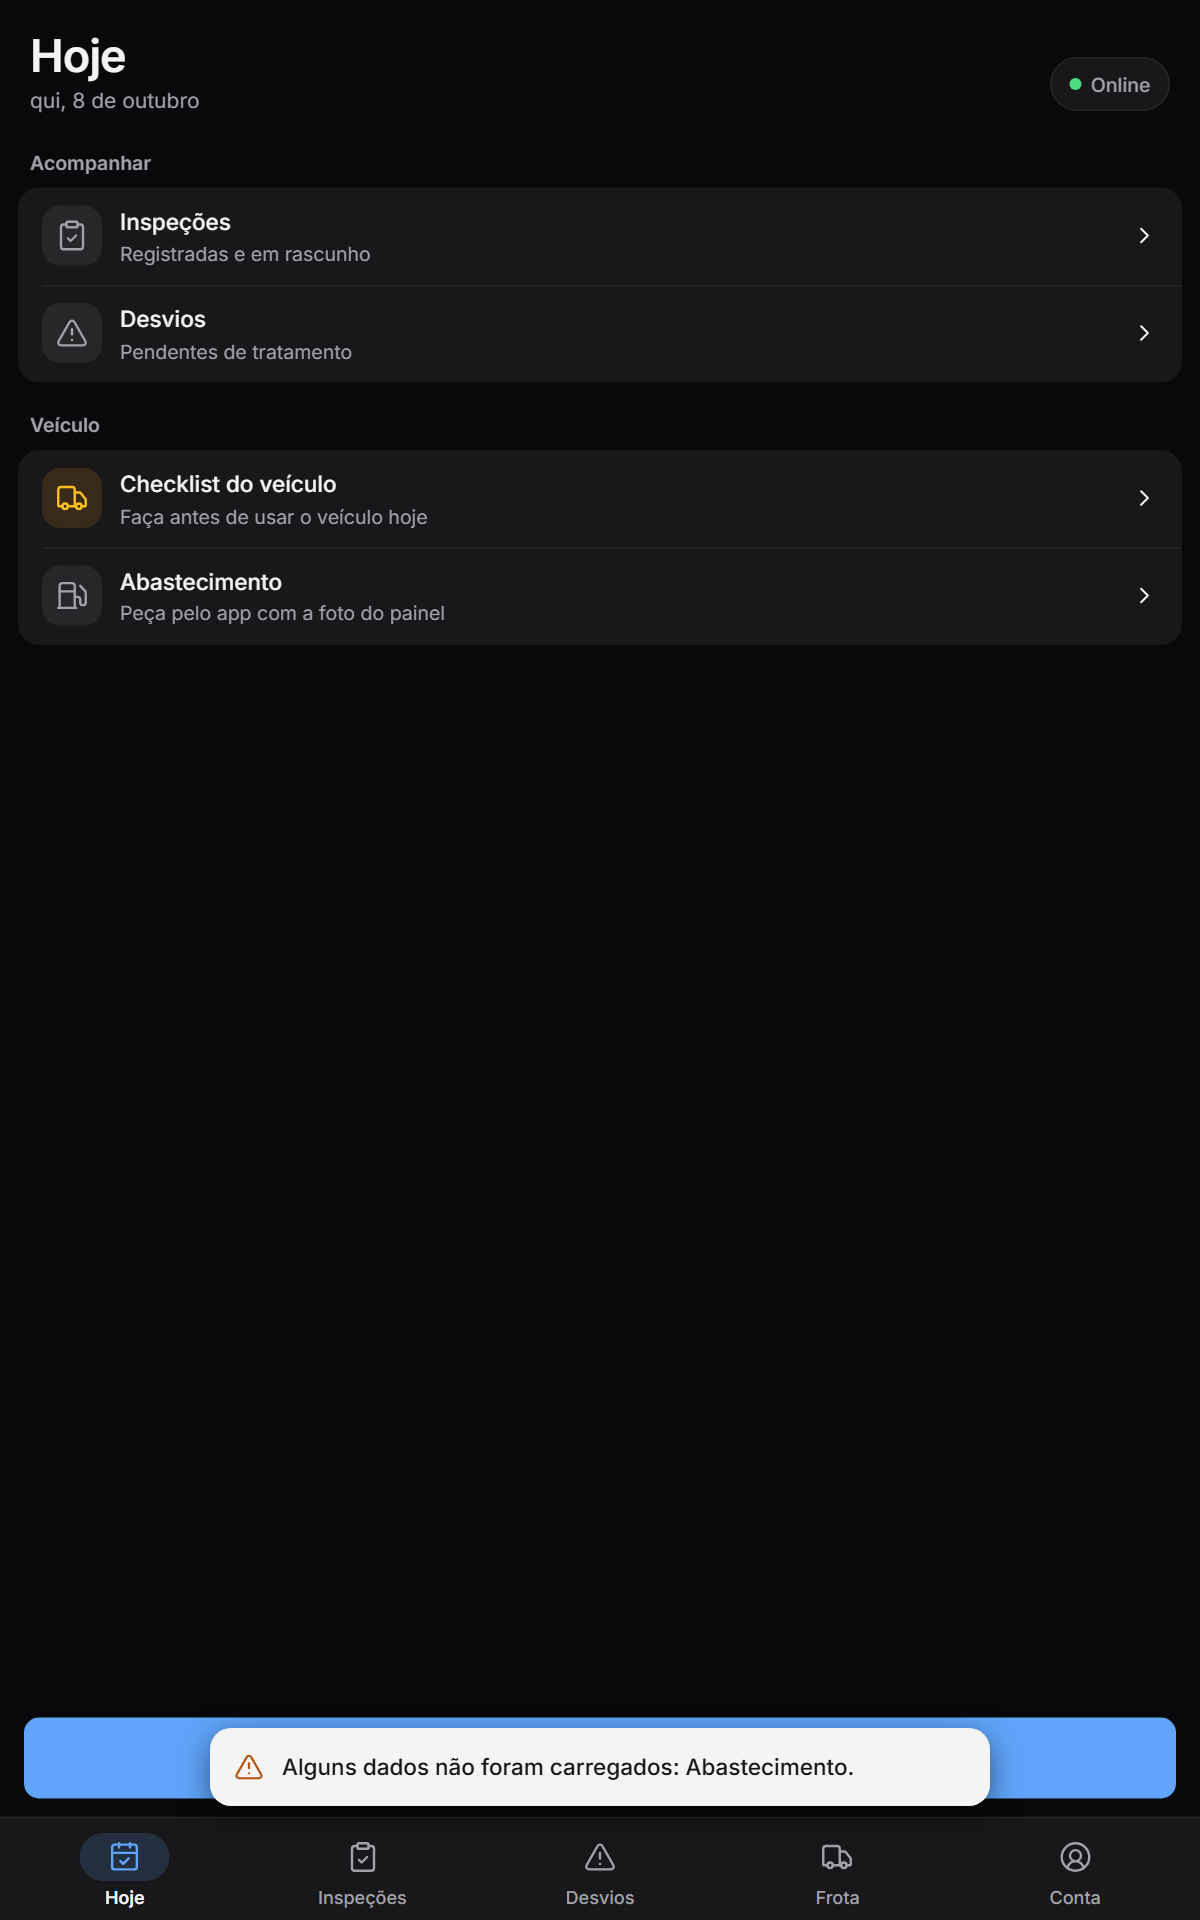 Hoje
qui, 8 de outubro
Online
Acompanhar
Inspeções
Registradas e em rascunho
Desvios
Pendentes de tratamento
Veículo
Checklist do veículo
Faça antes de usar o veículo hoje
Abastecimento
Peça pelo app com a foto do painel
Alguns dados não foram carregados: Abastecimento.
Hoje
Inspeções
Desvios
Frota
Conta